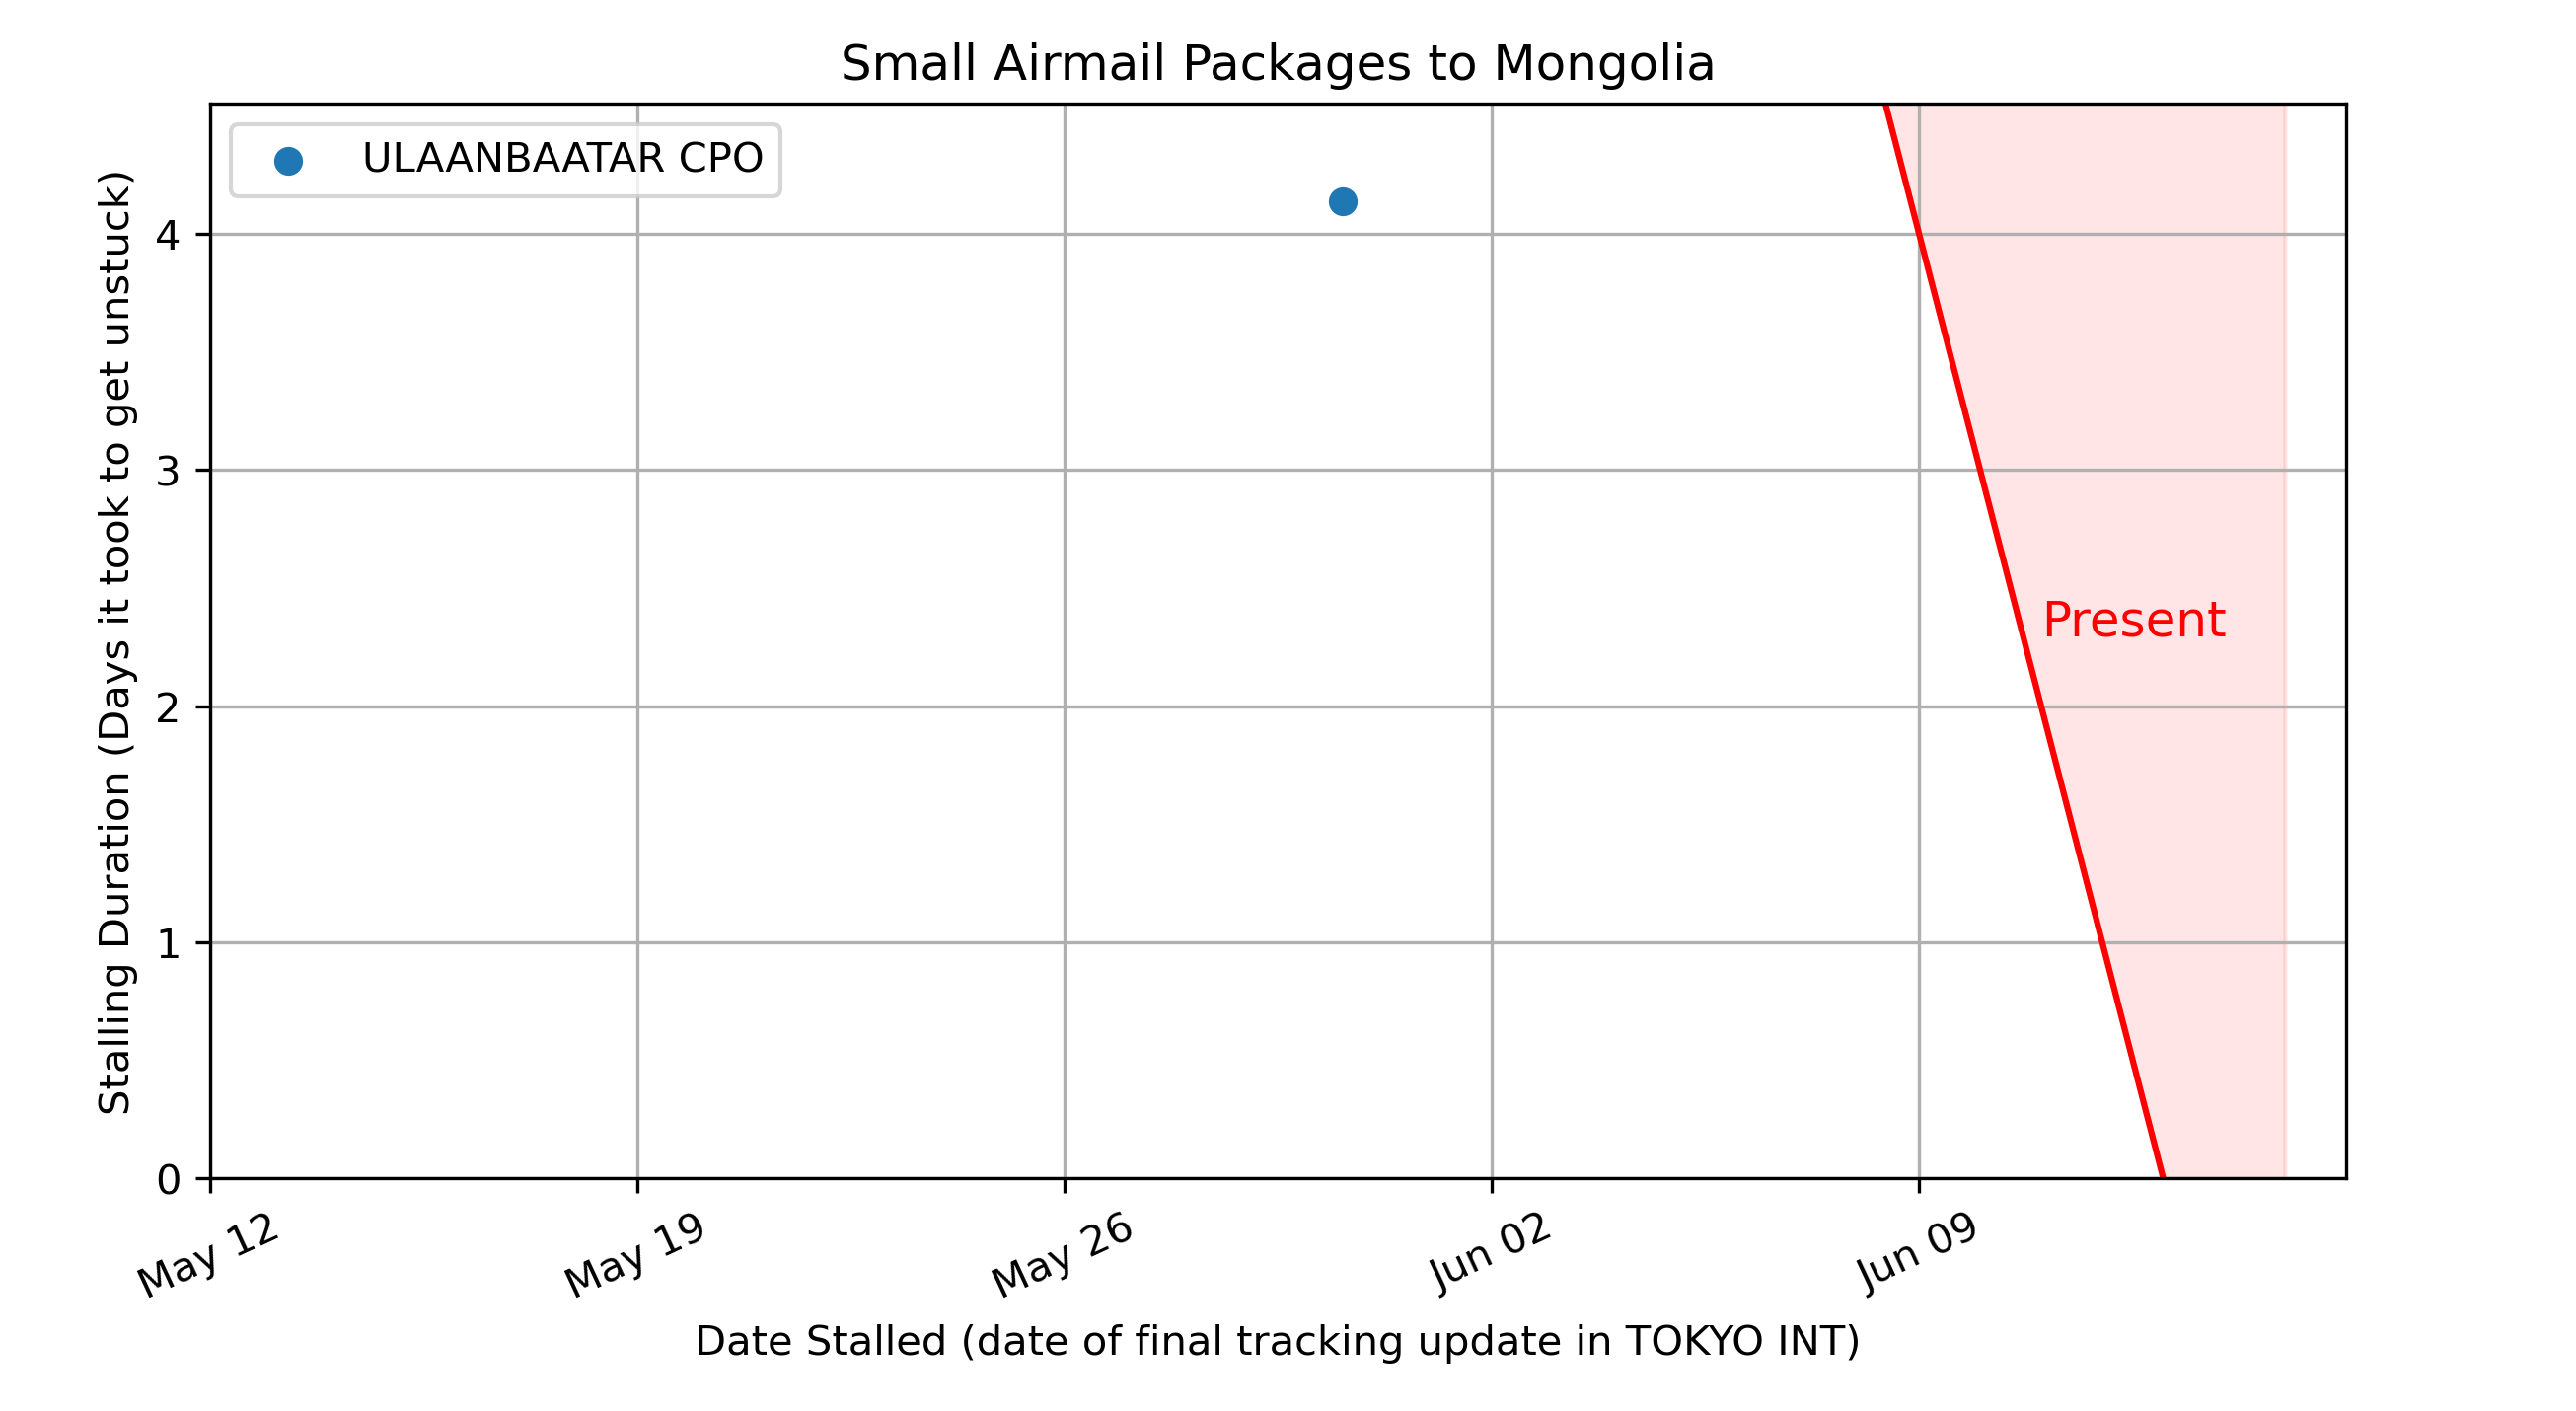 Small Airmail Packages to Mongolia
ULAANBAATAR CPO
Stalling Duration (Days it took to get unstuck)
4
3
2
1
0
Present
May 12
May 19
May 26
Jun 02
Jun 09
Date Stalled (date of final tracking update in TOKYO INT)